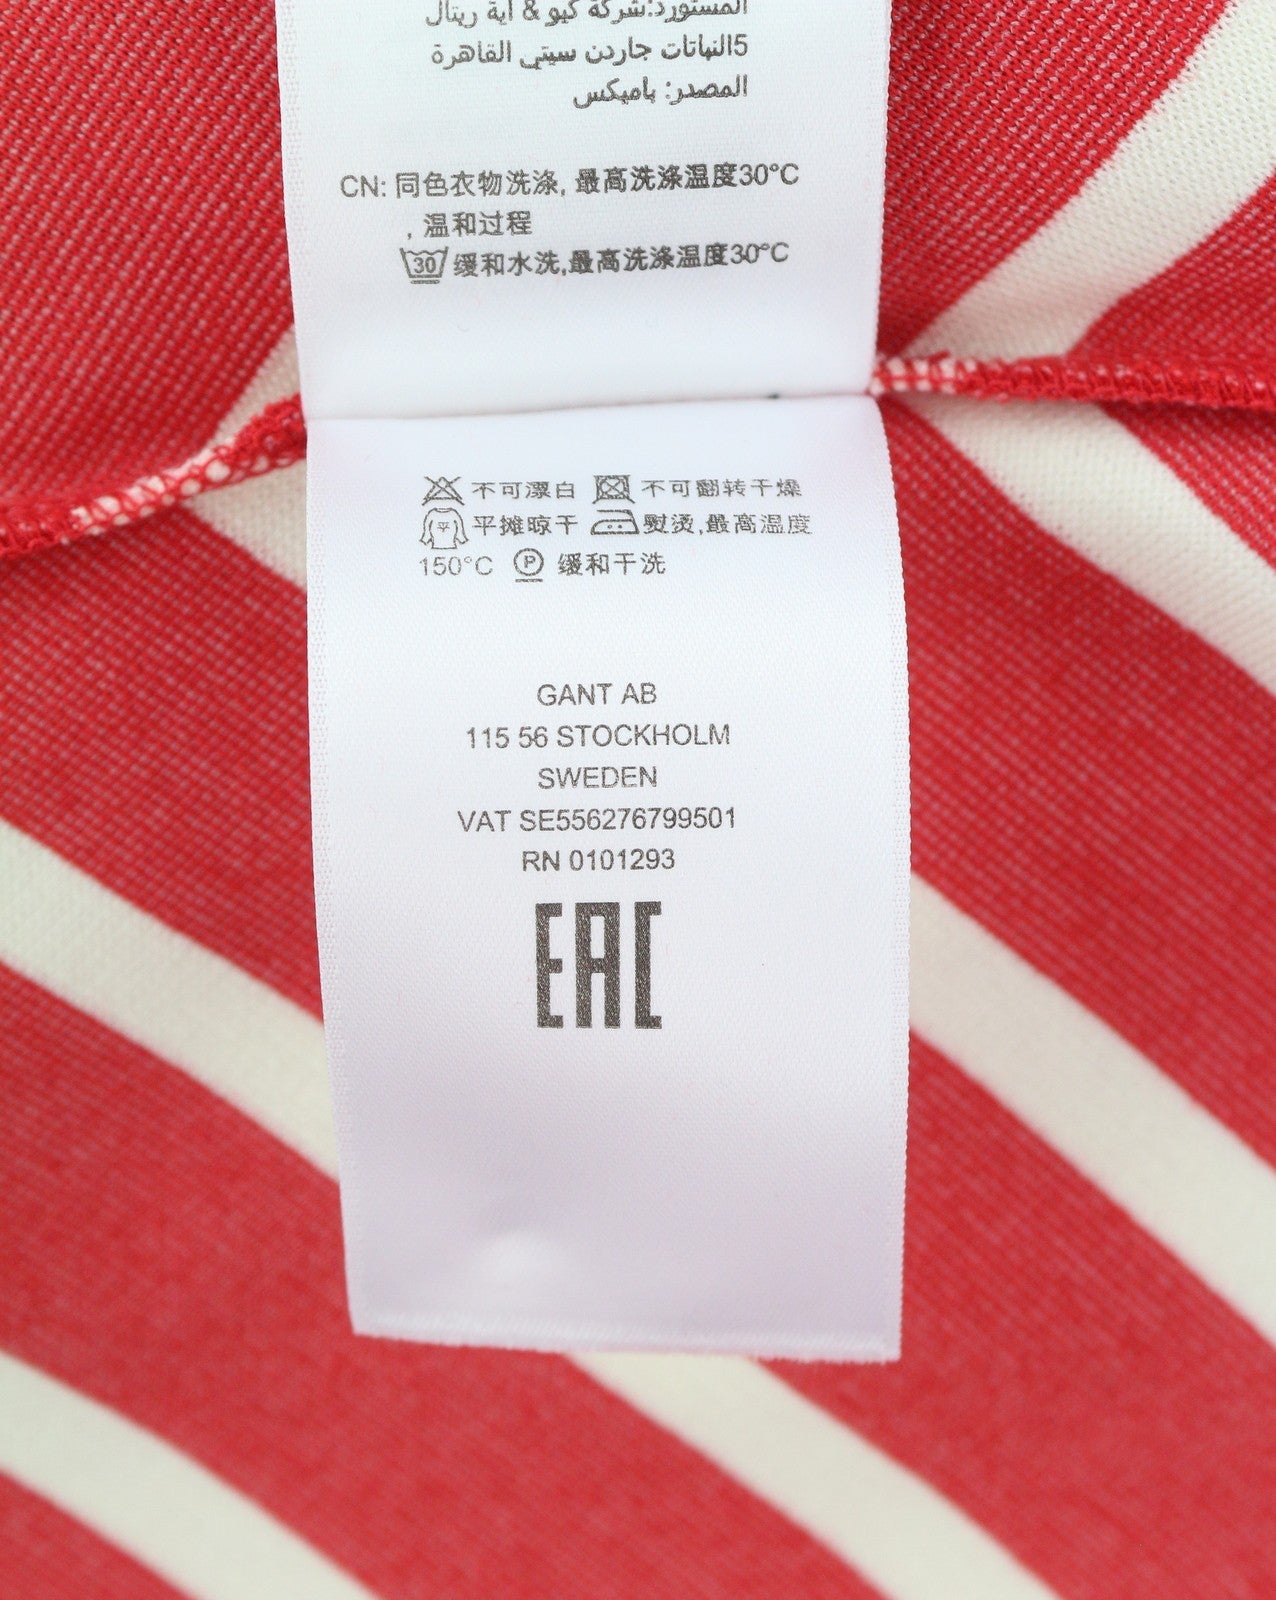 المستورد:شركة كيو & اية ريتال
5النباتات جاردن سيتي القاهرة
المصدر: باميكس
CN: 同色衣物洗涤, 最高洗涤温度30°C
, 温和过程
30 缓和水洗,最高洗涤温度30°C
不可漂白 不可翻转干燥
平 平摊晾干 熨烫,最高温度
150°C P 缓和干洗
GANT AB
115 56 STOCKHOLM
SWEDEN
VAT SE556276799501
RN 0101293
EAC